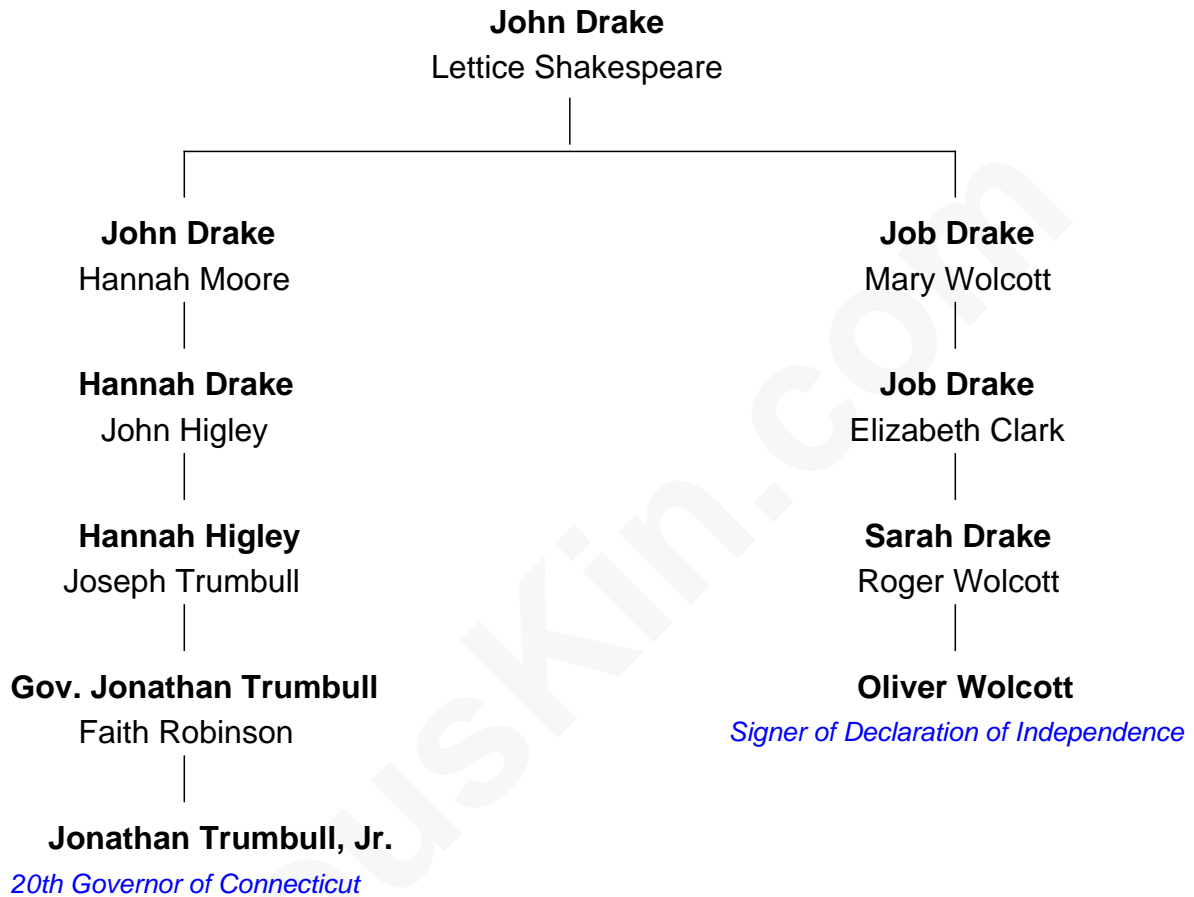 John Drake
Lettice Shakespeare
John Drake
Hannah Moore
Hannah Drake
John Higley
Hannah Higley
Joseph Trumbull
Gov. Jonathan Trumbull
Faith Robinson
Jonathan Trumbull, Jr.
20th Governor of Connecticut
Job Drake
Mary Wolcott
Job Drake
Elizabeth Clark
Sarah Drake
Roger Wolcott
Oliver Wolcott
Signer of Declaration of Independence
ousKin.com